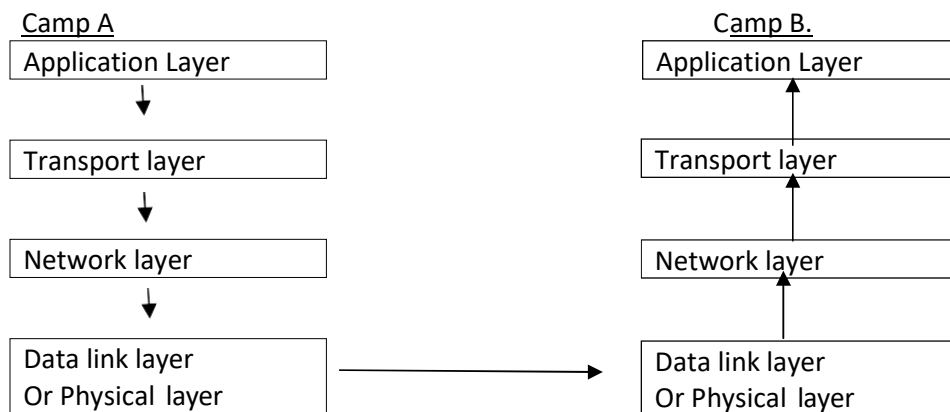 Camp A
Application Layer
Transport layer
Network layer
Data link layer
Or Physical layer
Camp B.
Application Layer
Transport layer
Network layer
Data link layer
Or Physical layer